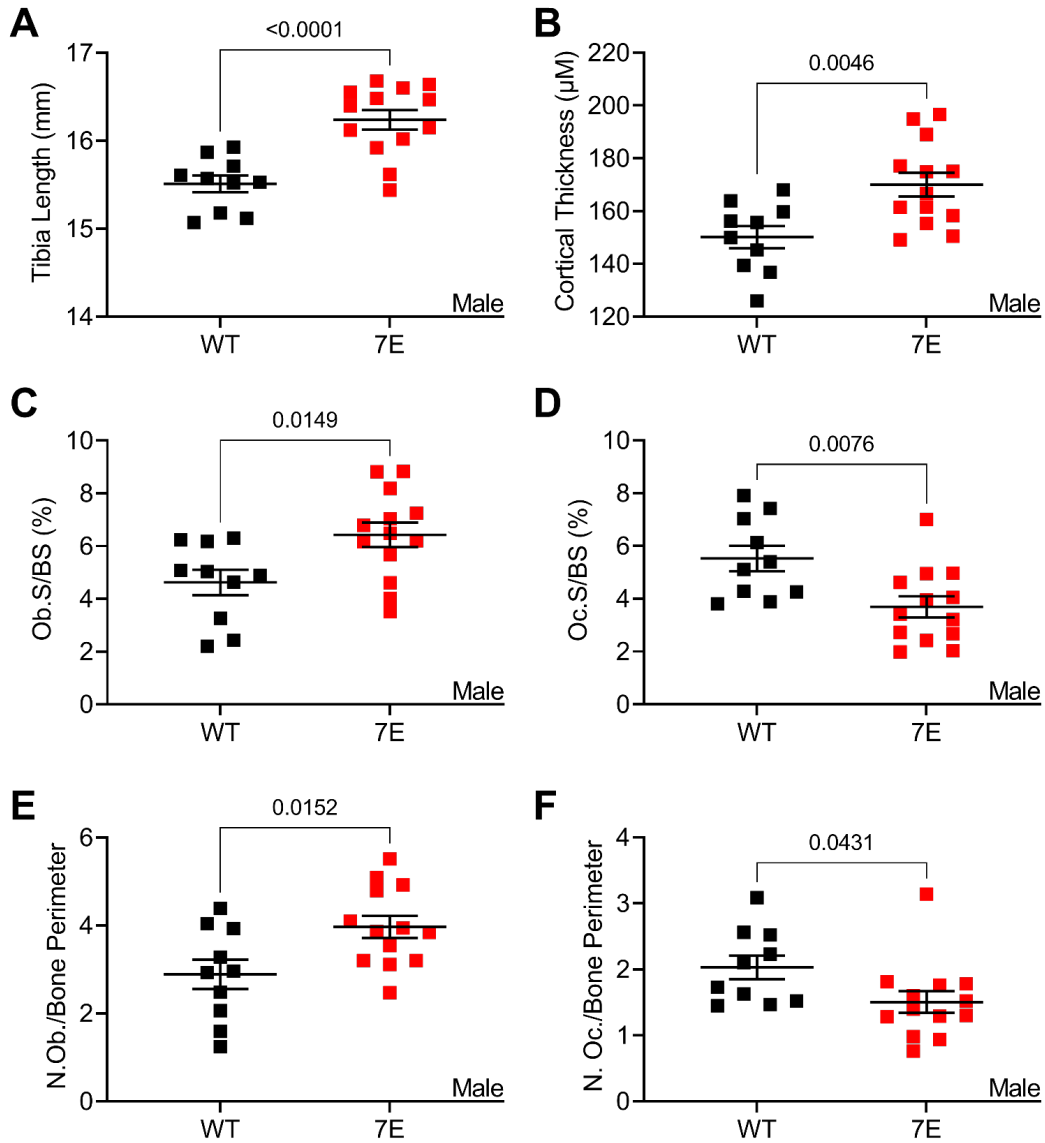 A
Tibia Length (mm)
17
16
15
14
<0.0001
Male
WT
7E
B
Cortical Thickness (µM)
220
200
180
160
140
120
0.0046
Male
WT
7E
C
Ob.S/BS (%)
10
8
6
4
2
0
0.0149
Male
WT
7E
D
Oc.S/BS (%)
10
8
6
4
2
0
0.0076
Male
WT
7E
E
N.Ob./Bone Perimeter
6
4
2
0
0.0152
Male
WT
7E
F
N. Oc./Bone Perimeter
4
3
2
1
0
0.0431
Male
WT
7E